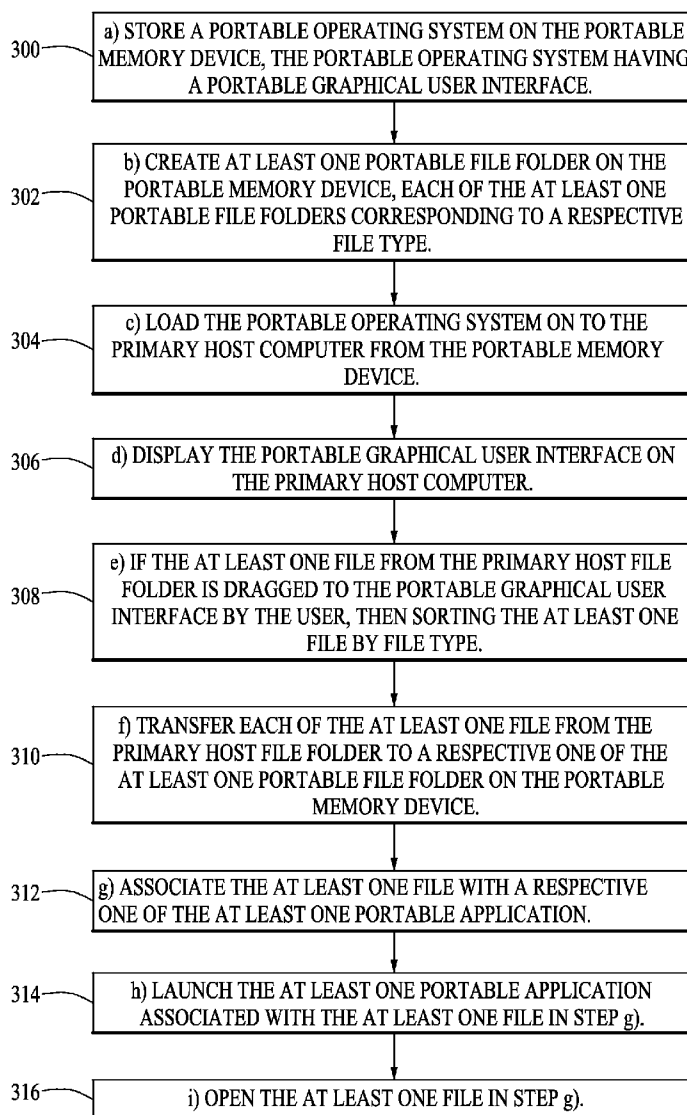 300
a) STORE A PORTABLE OPERATING SYSTEM ON THE PORTABLE
MEMORY DEVICE, THE PORTABLE OPERATING SYSTEM HAVING
A PORTABLE GRAPHICAL USER INTERFACE.
302
b) CREATE AT LEAST ONE PORTABLE FILE FOLDER ON THE
PORTABLE MEMORY DEVICE, EACH OF THE AT LEAST ONE
PORTABLE FILE FOLDERS CORRESPONDING TO A RESPECTIVE
FILE TYPE.
304
c) LOAD THE PORTABLE OPERATING SYSTEM ON TO THE
PRIMARY HOST COMPUTER FROM THE PORTABLE MEMORY
DEVICE.
306
d) DISPLAY THE PORTABLE GRAPHICAL USER INTERFACE ON
THE PRIMARY HOST COMPUTER.
308
e) IF THE AT LEAST ONE FILE FROM THE PRIMARY HOST FILE
FOLDER IS DRAGGED TO THE PORTABLE GRAPHICAL USER
INTERFACE BY THE USER, THEN SORTING THE AT LEAST ONE
FILE BY FILE TYPE.
310
f) TRANSFER EACH OF THE AT LEAST ONE FILE FROM THE
PRIMARY HOST FILE FOLDER TO A RESPECTIVE ONE OF THE
AT LEAST ONE PORTABLE FILE FOLDER ON THE PORTABLE
MEMORY DEVICE.
312
g) ASSOCIATE THE AT LEAST ONE FILE WITH A RESPECTIVE
ONE OF THE AT LEAST ONE PORTABLE APPLICATION.
314
h) LAUNCH THE AT LEAST ONE PORTABLE APPLICATION
ASSOCIATED WITH THE AT LEAST ONE FILE IN STEP g).
316
i) OPEN THE AT LEAST ONE FILE IN STEP g).